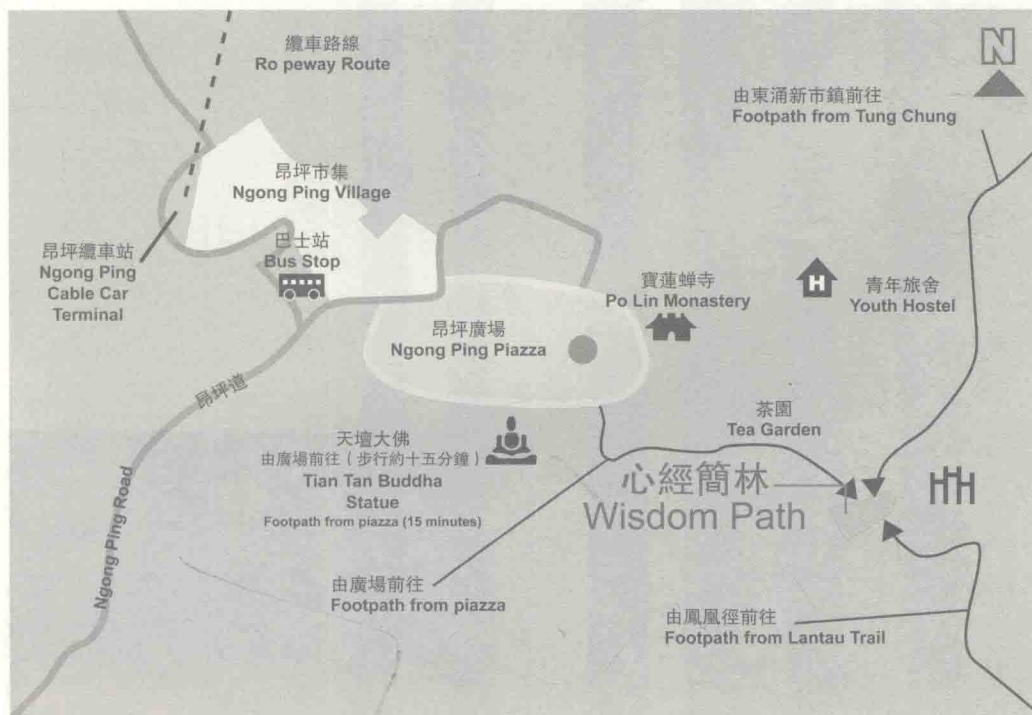 纜車路線
Ro peway Route
N
由東涌新市鎮前往
Footpath from Tung Chung
昂坪市集
Ngong Ping Village
昂坪纜車站
Ngong Ping
Cable Car
Terminal
巴士站
Bus Stop
寶蓮蟬寺
Po Lin Monastery
H
青年旅舍
Youth Hostel
昂坪廣場
Ngong Ping Piazza
昂坪道
茶園
Tea Garden
天壇大佛
由廣場前往(步行約十五分鐘)
Tian Tan Buddha
Statue
Footpath from piazza (15 minutes)
心經簡林
Wisdom Path
Ngong Ping Road
由廣場前往
Footpath from piazza
由鳳凰徑前往
Footpath from Lantau Trail